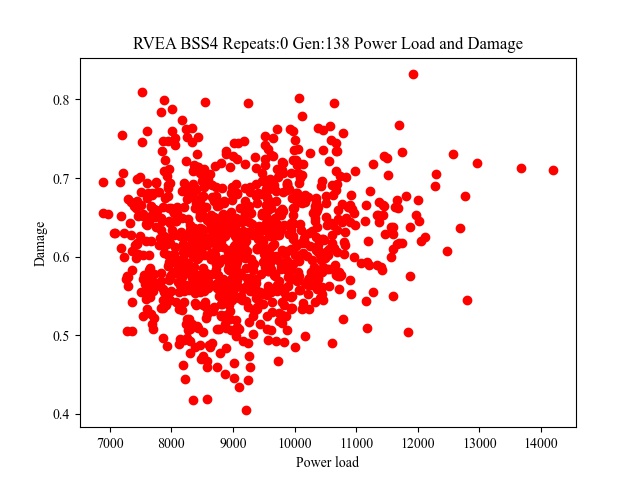 RVEA BSS4 Repeats:0 Gen:138 Power Load and Damage
Damage
0.8
0.7
0.6
0.5
0.4
7000 8000 9000 10000 11000 12000 13000 14000
Power load